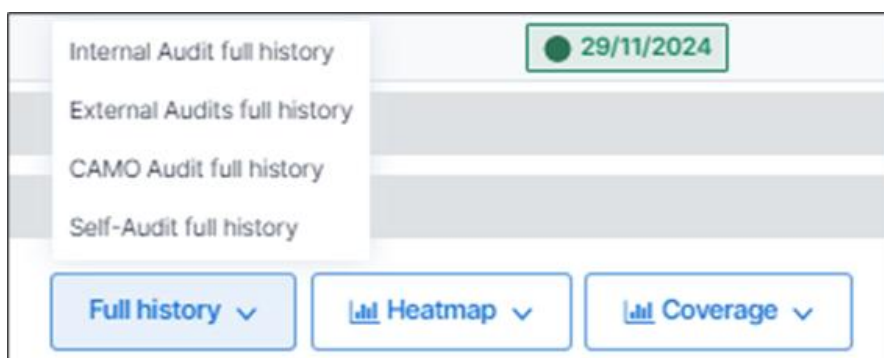 Internal Audit full history
29/11/2024
External Audits full history
CAMO Audit full history
Self-Audit full history
Full history
Heatmap
Coverage